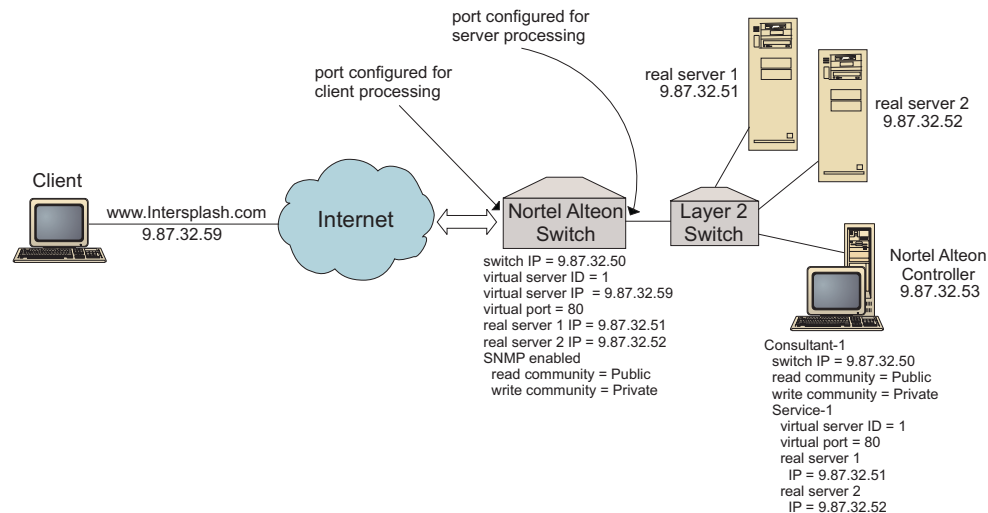 port configured for
server processing
port configured for
client processing
real server 1
9.87.32.51
real server 2
9.87.32.52
Client
www.Intersplash.com
9.87.32.59
Internet
Nortel Alteon
Switch
Layer 2
Switch
Nortel Alteon
Controller
9.87.32.53
switch IP = 9.87.32.50
virtual server ID = 1
virtual server IP  = 9.87.32.59
virtual port = 80
real server 1 IP = 9.87.32.51
real server 2 IP = 9.87.32.52
SNMP enabled
read community = Public
write community = Private
Consultant-1
switch IP = 9.87.32.50
read community = Public
write community = Private
Service-1
virtual server ID = 1
virtual port = 80
real server 1
IP = 9.87.32.51
real server 2
IP = 9.87.32.52